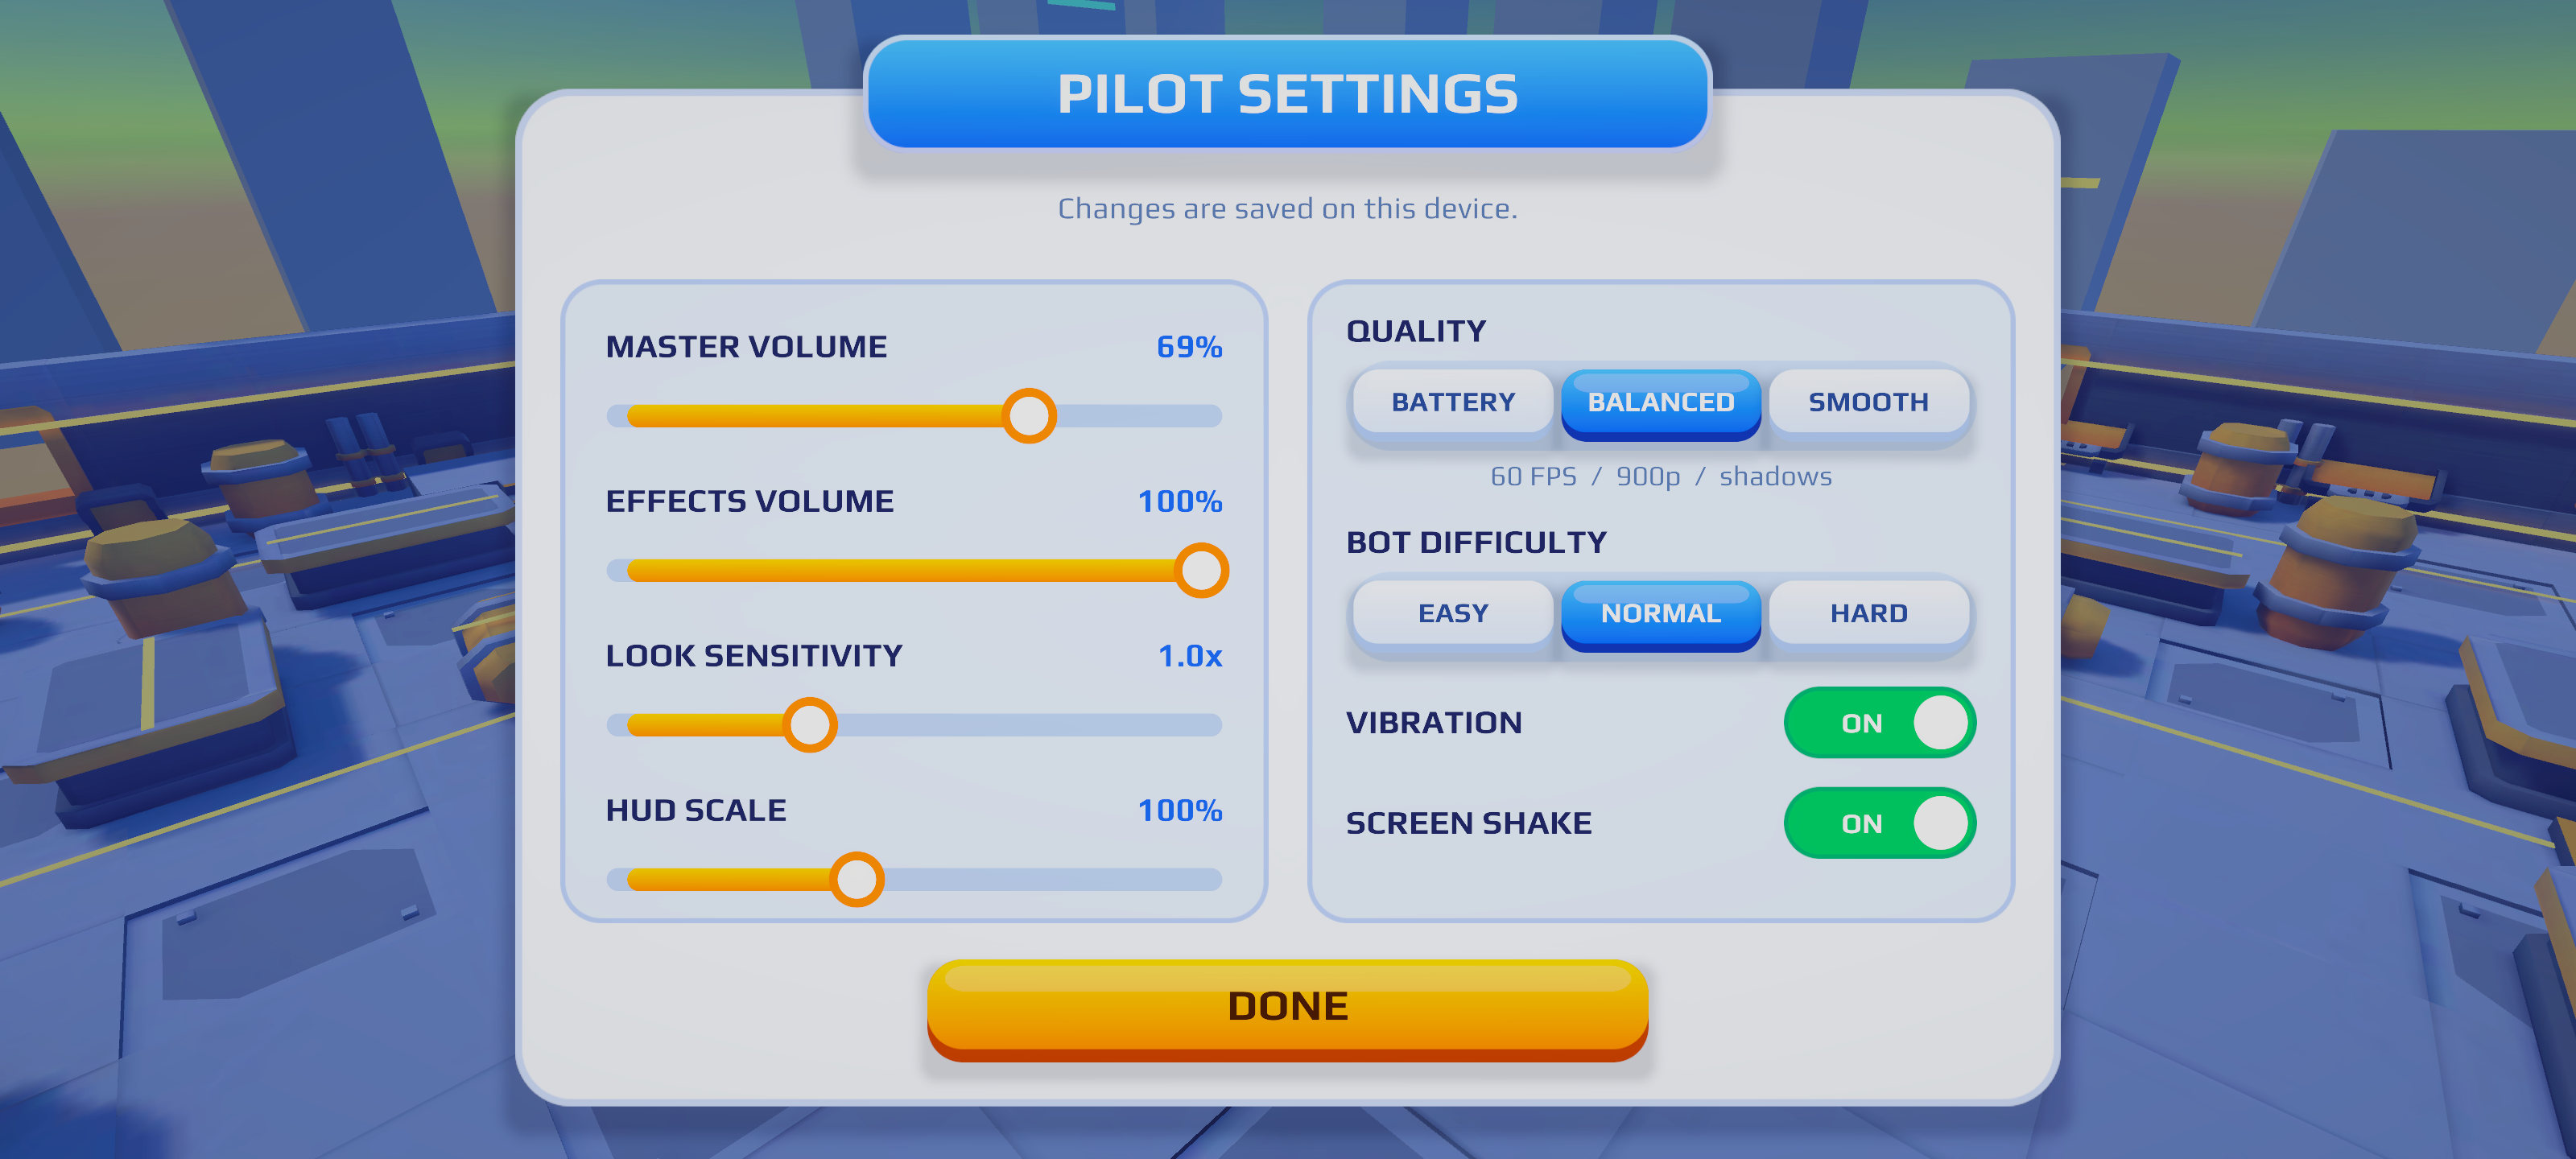 PILOT SETTINGS
Changes are saved on this device.
MASTER VOLUME 69%
EFFECTS VOLUME 100%
LOOK SENSITIVITY 1.0x
HUD SCALE 100%
QUALITY
BATTERY BALANCED SMOOTH
60 FPS / 900p / shadows
BOT DIFFICULTY
EASY NORMAL HARD
VIBRATION ON
SCREEN SHAKE ON
DONE